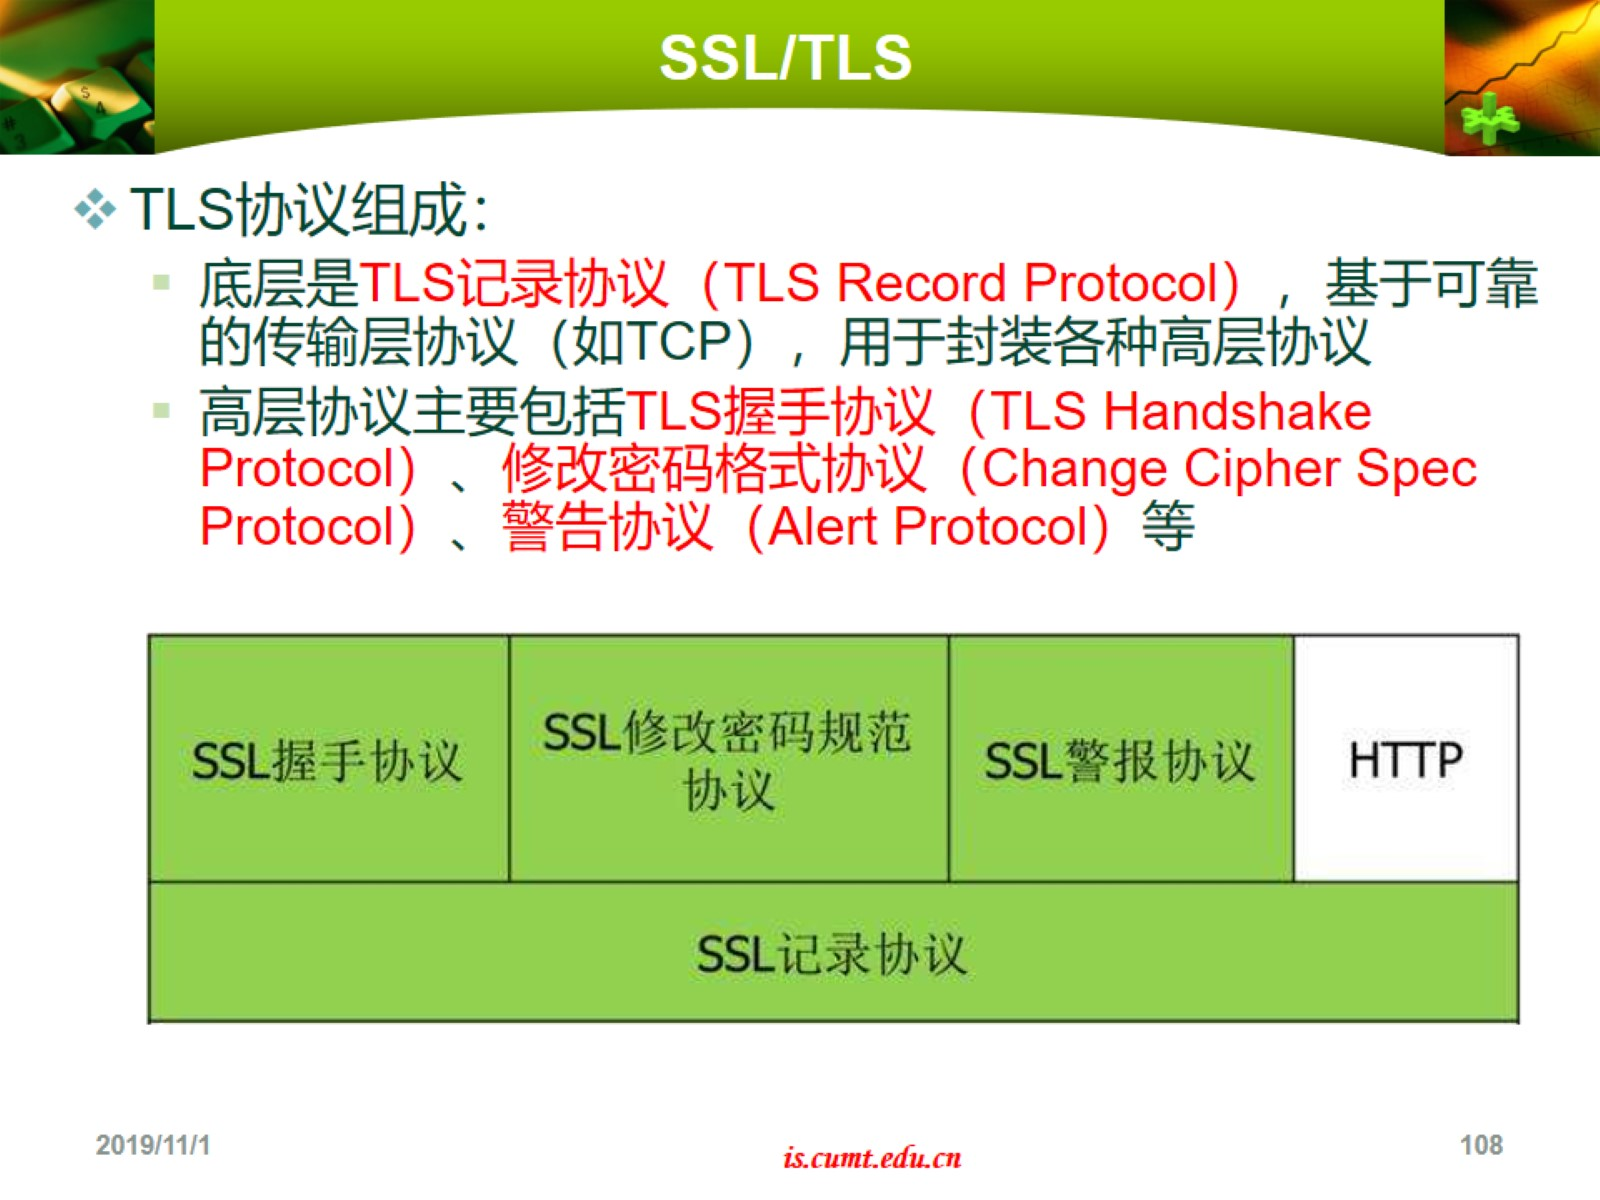 SSL/TLS
TLS协议组成：
底层是TLS记录协议（TLS Record Protocol），基于可靠
的传输层协议（如TCP），用于封装各种高层协议
高层协议主要包括TLS握手协议（TLS Handshake
Protocol）、修改密码格式协议（Change Cipher Spec
Protocol）、警告协议（Alert Protocol）等
SSL握手协议
SSL修改密码规范
协议
SSL警报协议
HTTP
SSL记录协议
2019/11/1
is.cumt.edu.cn
108